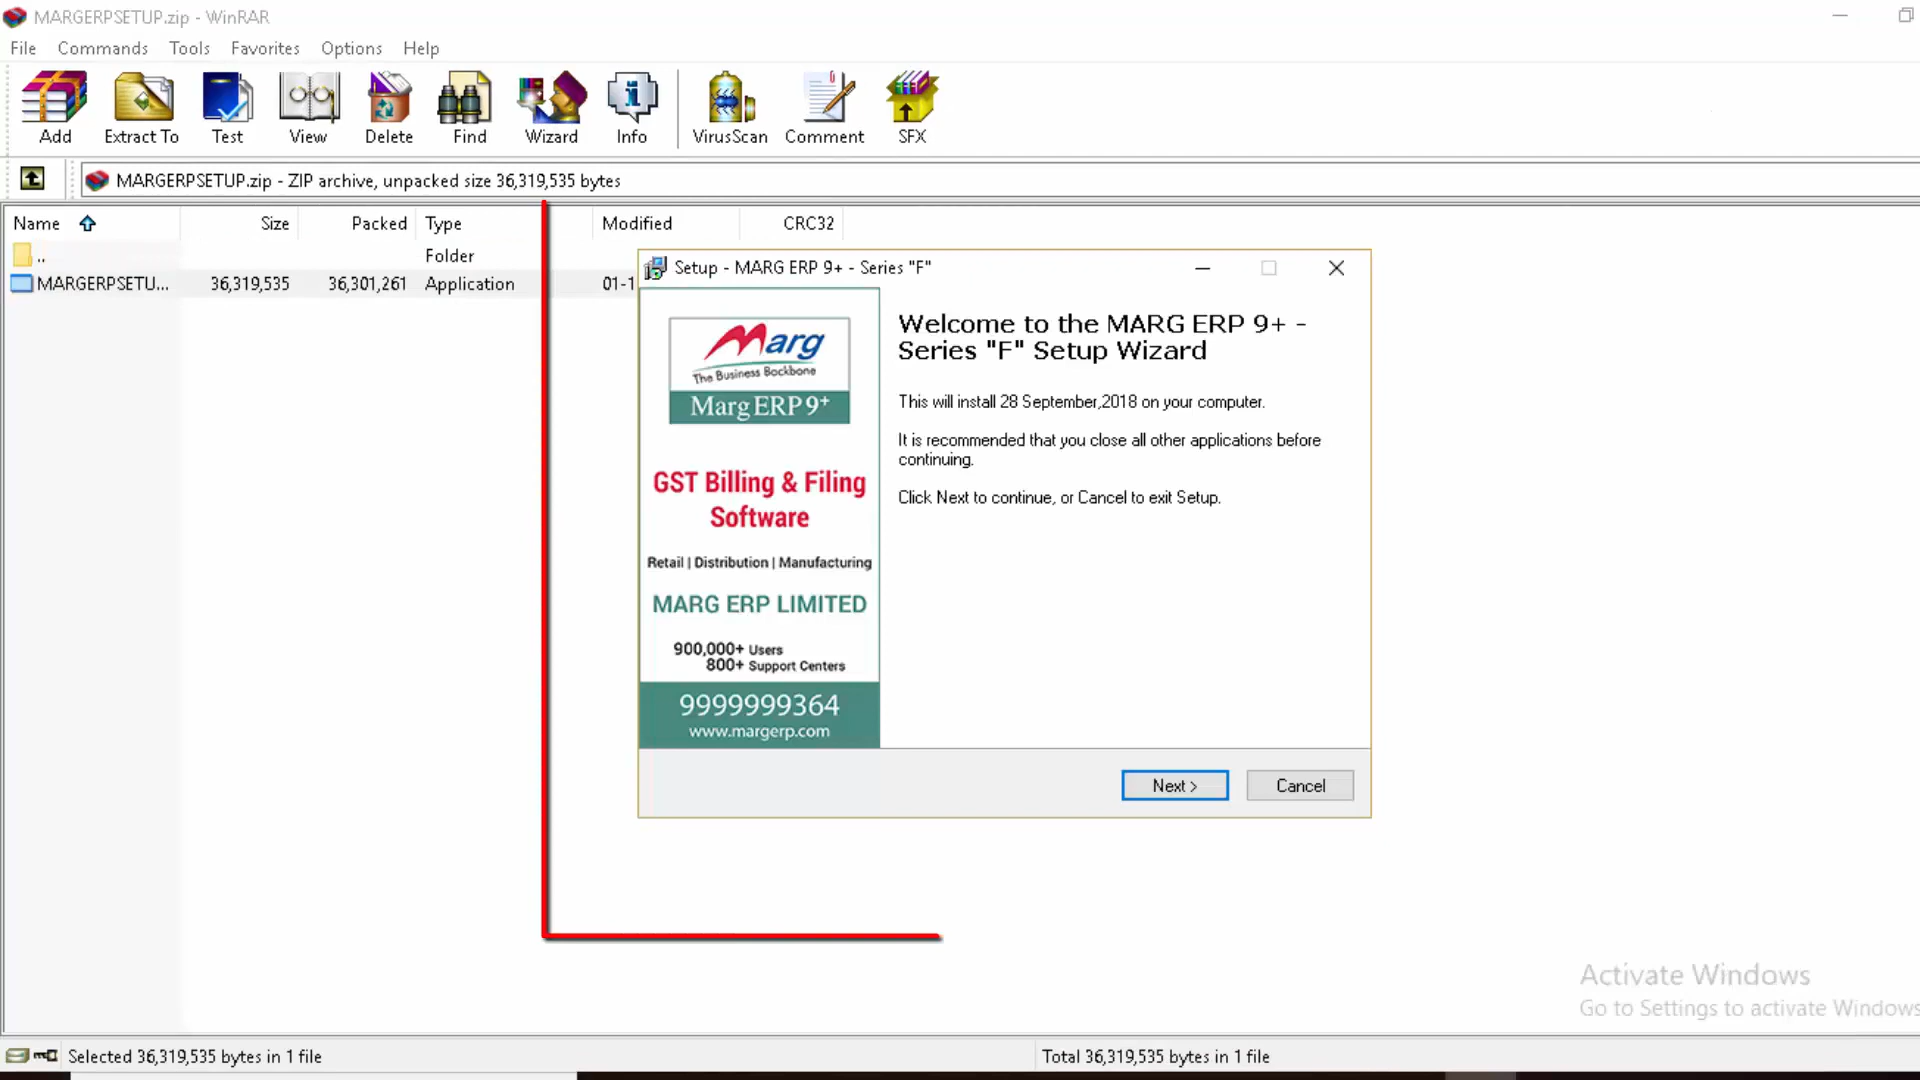 MARGERPSETUP.zip - WinRAR
File Commands Tools Favorites Options Help
Add Extract To Test View Delete Find Wizard Info VirusScan Comment SFX
MARGERPSETUP.zip - ZIP archive, unpacked size 36,319,535 bytes
Name Size Packed Type Modified CRC32
.. Folder
MARGERPSETU... 36,319,535 36,301,261 Application 01-1
Setup - MARG ERP 9+ - Series "F"
Marg
The Business Backbone
Marg ERP 9+
GST Billing & Filing
Software
Retail | Distribution | Manufacturing
MARG ERP LIMITED
900,000+ Users
800+ Support Centers
9999999364
www.margerp.com
Welcome to the MARG ERP 9+ -
Series "F" Setup Wizard
This will install 28 September,2018 on your computer.
It is recommended that you close all other applications before
continuing.
Click Next to continue, or Cancel to exit Setup.
Next >
Cancel
Activate Windows
Go to Settings to activate Windows
Selected 36,319,535 bytes in 1 file
Total 36,319,535 bytes in 1 file